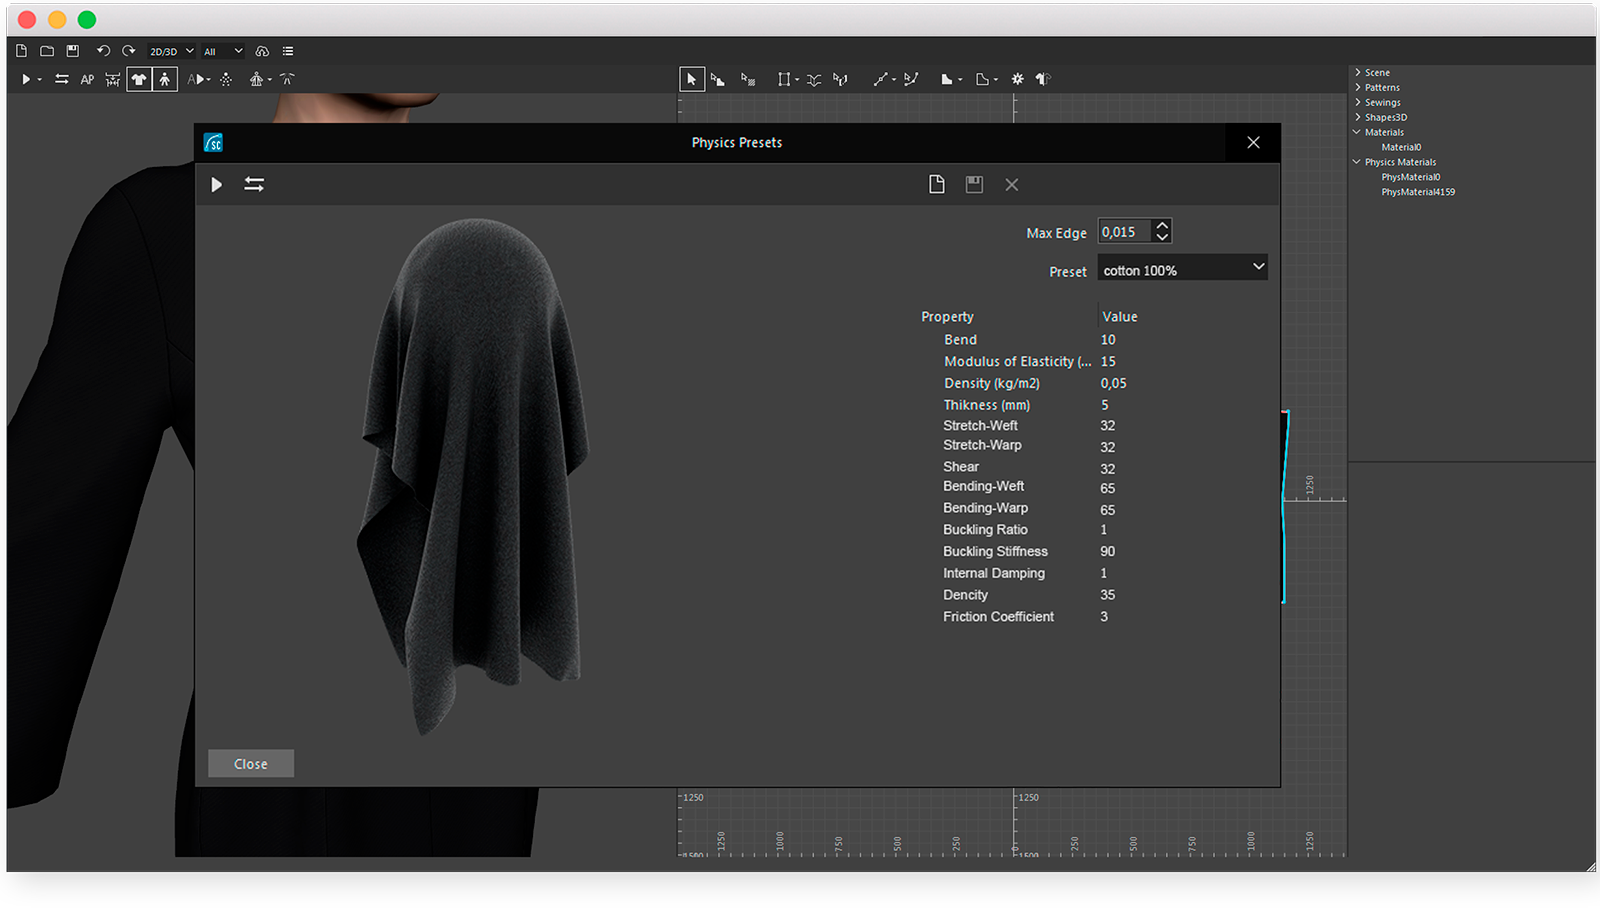 2D/3D All
AP
A
Scene
Patterns
Sewings
Shapes3D
Materials
Material0
Physics Materials
PhysMaterial0
PhysMaterial4159
SC
Physics Presets
Max Edge 0,015
Preset cotton 100%
Property Value
Bend 10
Modulus of Elasticity (... 15
Density (kg/m2) 0,05
Thikness (mm) 5
Stretch-Weft 32
Stretch-Warp 32
Shear 32
Bending-Weft 65
Bending-Warp 65
Buckling Ratio 1
Buckling Stiffness 90
Internal Damping 1
Dencity 35
Friction Coefficient 3
Close
1250
1250 1250
1250 1000 750 500 250 0 250 500 750 1000 1250
1500 1500